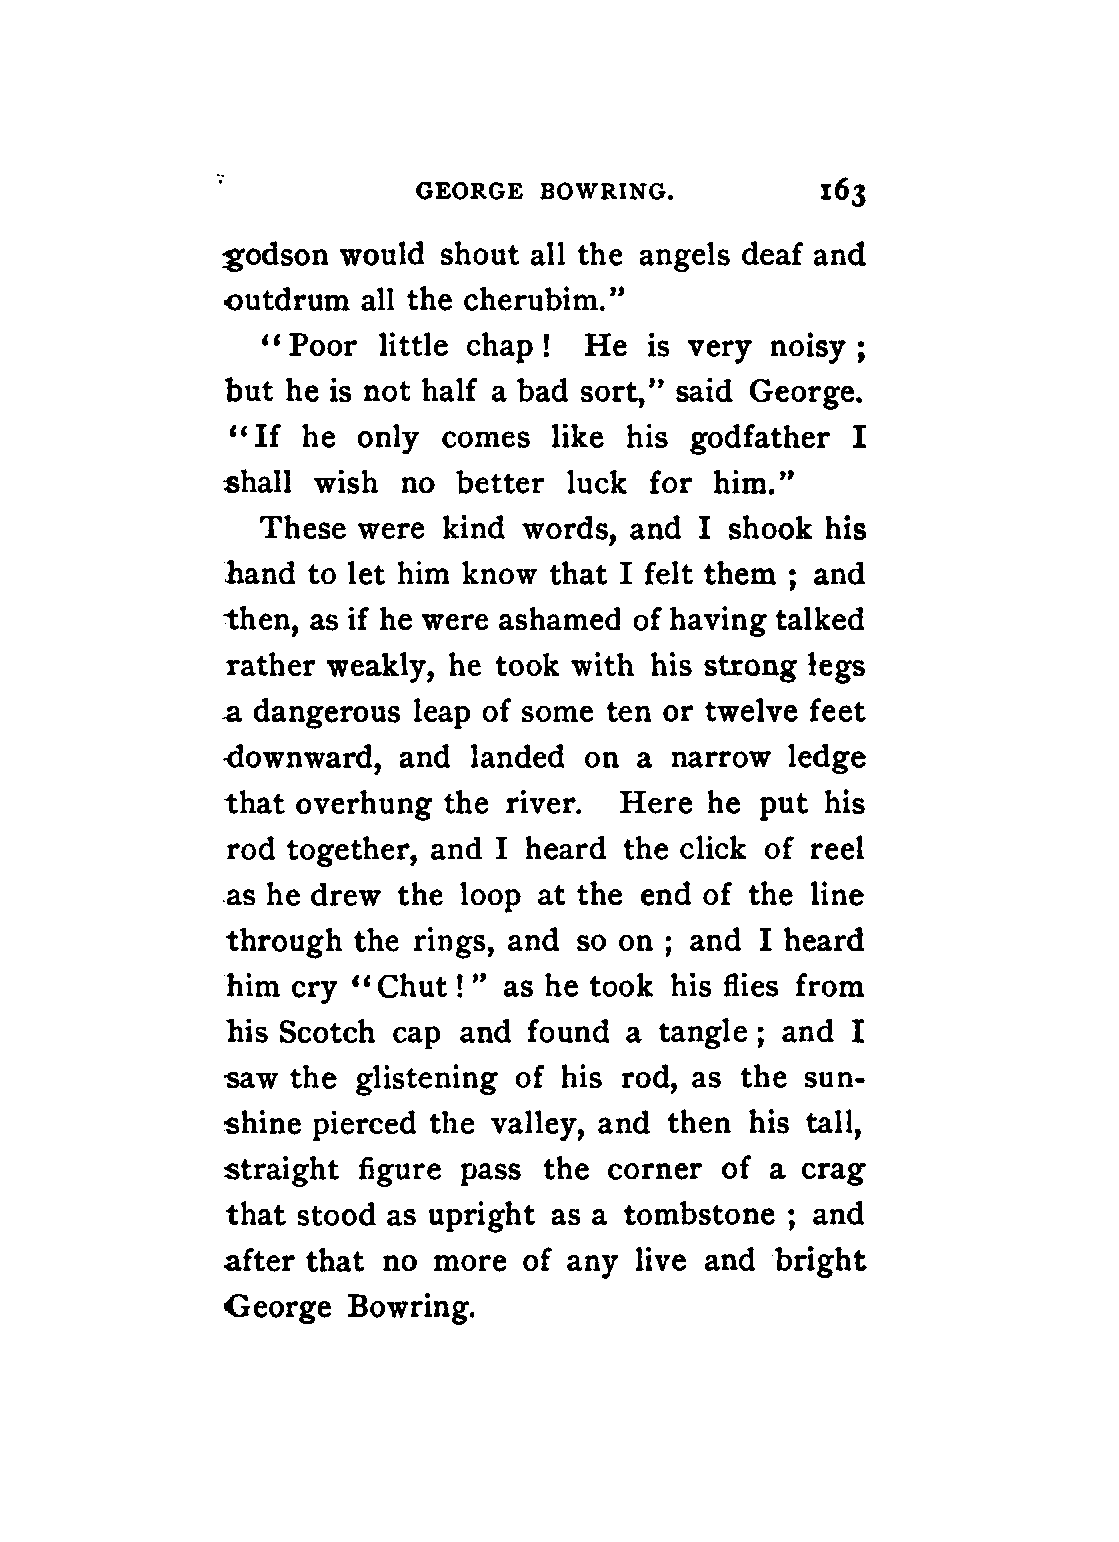 GEORGE BOWRING. 163
godson would shout all the angels deaf and
outdrum all the cherubim."
"Poor little chap! He is very noisy;
but he is not half a bad sort," said George.
"If he only comes like his godfather I
shall wish no better luck for him."
These were kind words, and I shook his
hand to let him know that I felt them; and
then, as if he were ashamed of having talked
rather weakly, he took with his strong legs
a dangerous leap of some ten or twelve feet
downward, and landed on a narrow ledge
that overhung the river. Here he put his
rod together, and I heard the click of reel
as he drew the loop at the end of the line
through the rings, and so on; and I heard
him cry "Chut!" as he took his flies from
his Scotch cap and found a tangle; and I
saw the glistening of his rod, as the sun-
shine pierced the valley, and then his tall,
straight figure pass the corner of a crag
that stood as upright as a tombstone; and
after that no more of any live and bright
George Bowring.